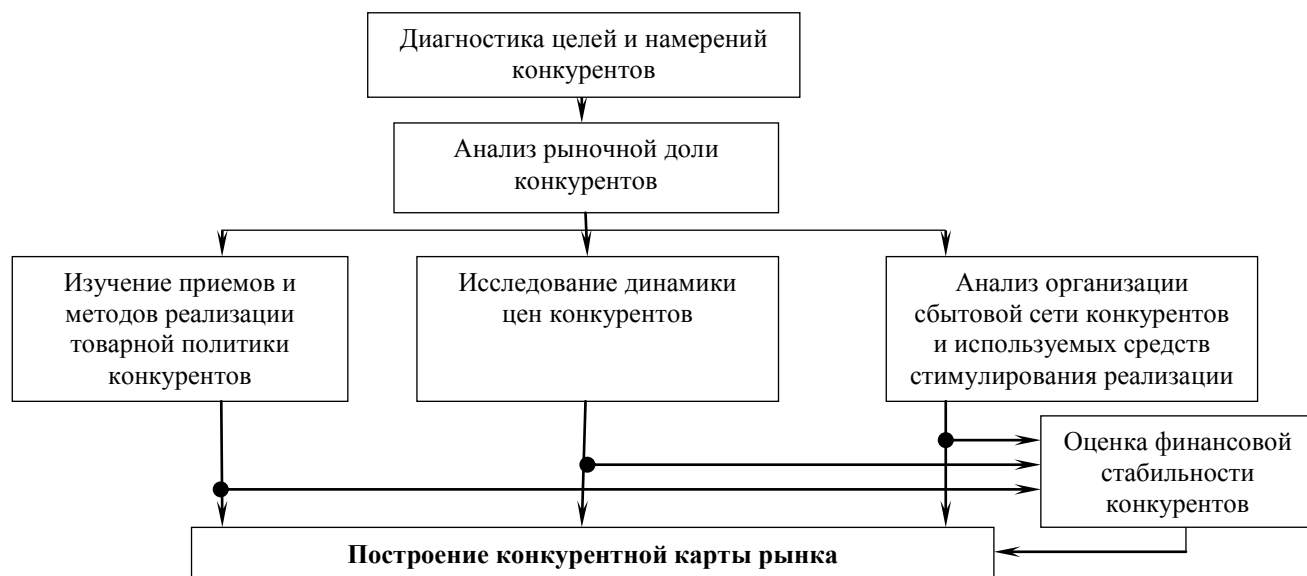 Диагностика целей и намерений
конкурентов
Анализ рыночной доли
конкурентов
Изучение приемов и
методов реализации
товарной политики
конкурентов
Исследование динамики
цен конкурентов
Анализ организации
сбытовой сети конкурентов
и используемых средств
стимулирования реализации
Оценка финансовой
стабильности
конкурентов
Построение конкурентной карты рынка